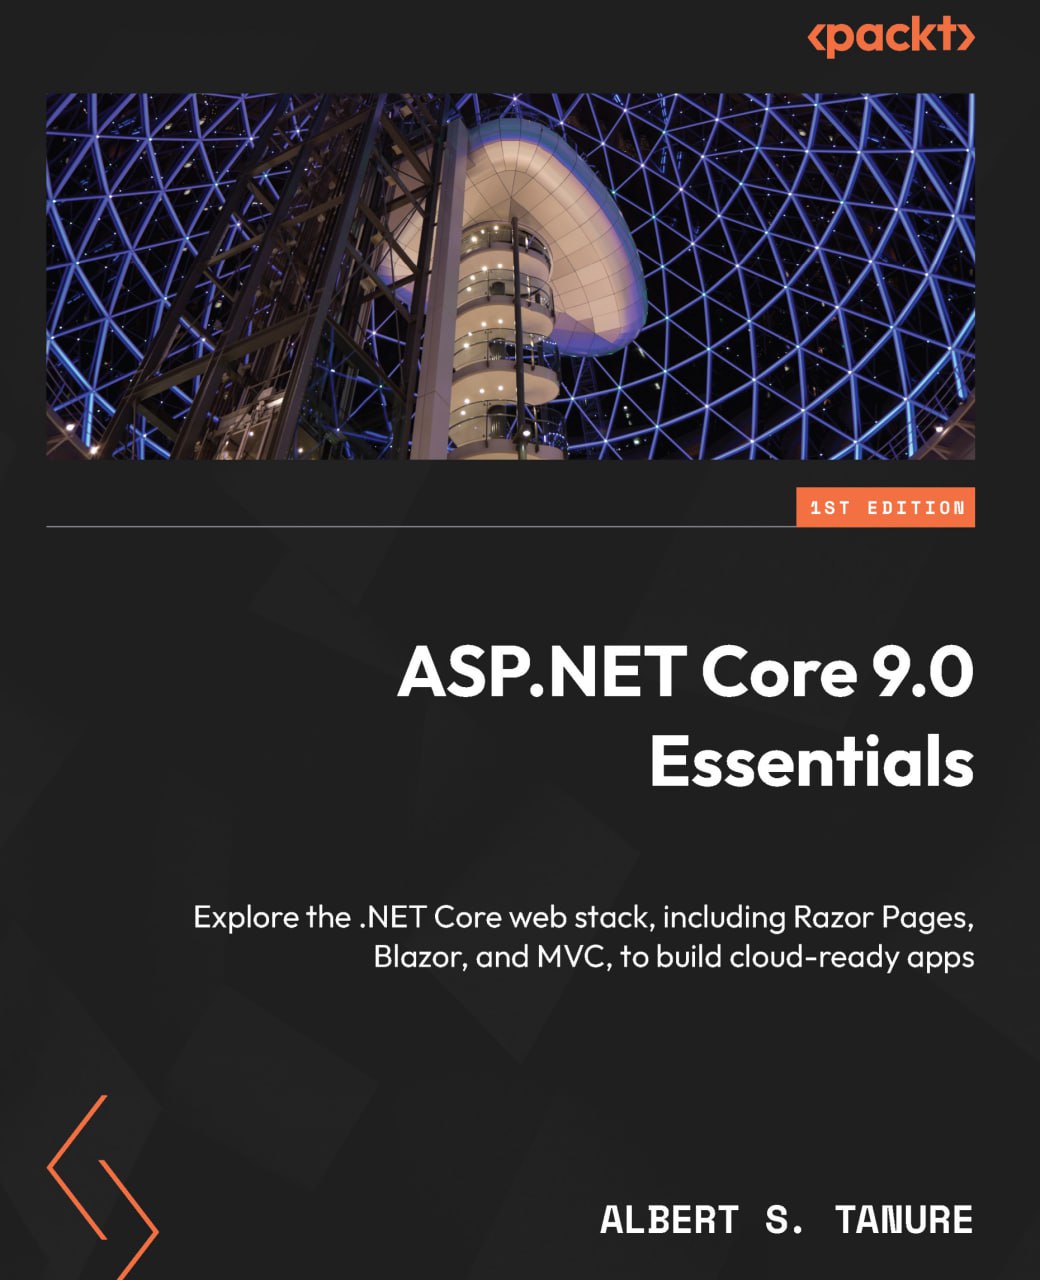 <packt>
1ST EDITION
ASP.NET Core 9.0
Essentials
Explore the .NET Core web stack, including Razor Pages,
Blazor, and MVC, to build cloud-ready apps
ALBERT S. TANURE